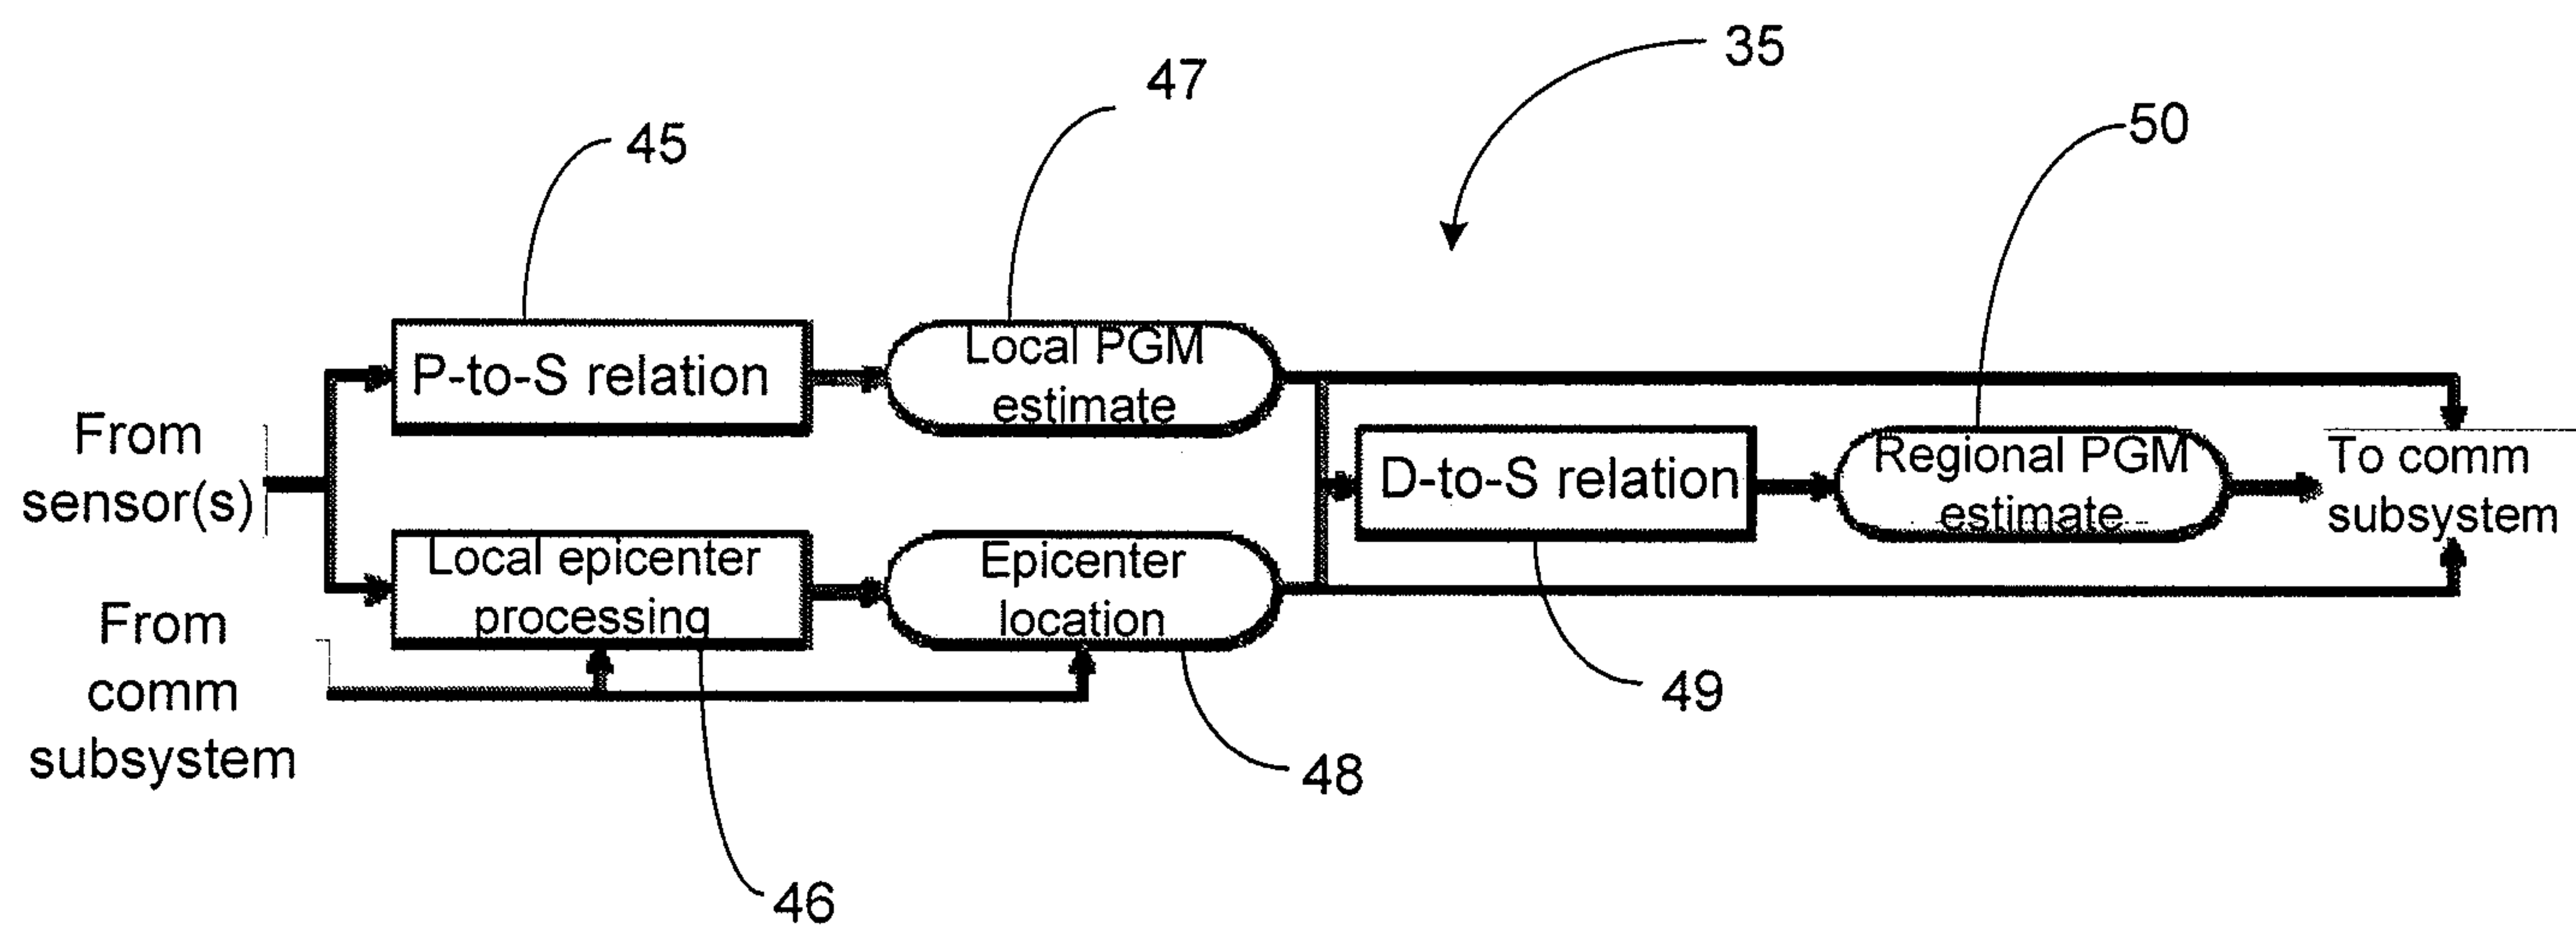 35
47
50
45
Local PGM
estimate
P-to-S relation
From
sensor(s)
Regional PGM
estimate
D-to-S relation
To comm
subsystem
Local epicenter
processing
Epicenter
location
From
comm
subsystem
49
48
46